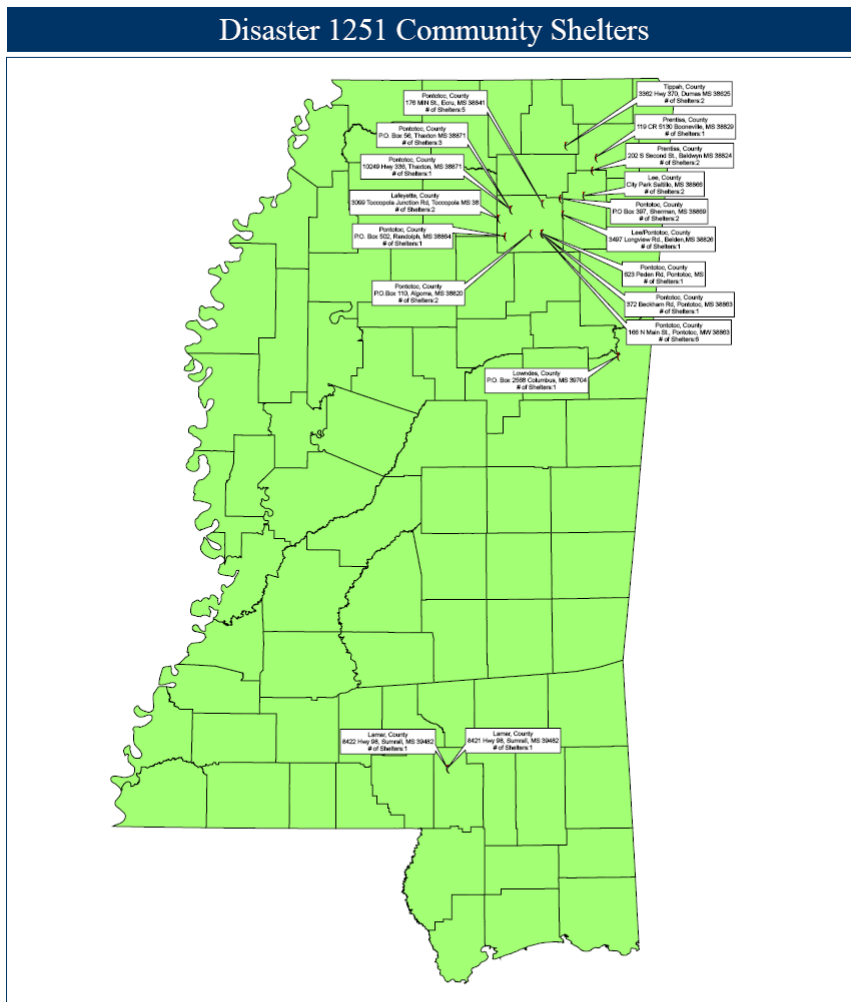 Disaster 1251 Community Shelters
Tippah, County
3362 Hwy 370, Dumas MS 38625
# of Shelters:2
Pontotoc, County
176 MIN St., Ecru, MS 38841
# of Shelters:5
Prentiss, County
119 CR 5130 Booneville, MS 38829
# of Shelters:1
Pontotoc, County
P.O. Box 56, Thaxton MS 38871
# of Shelters:3
Prentiss, County
202 S Second St., Baldwyn MS 38824
# of Shelters:2
Pontotoc, County
10249 Hwy 336, Thaxton, MS 38871
# of Shelters:1
Lee, County
City Park Saltillo, MS 38866
# of Shelters:2
Lafayette, County
3099 Toccopola Junction Rd, Toccopola MS 38
# of Shelters:2
Pontotoc, County
P.O Box 397, Sherman, MS 38869
# of Shelters:2
Pontotoc, County
P.O. Box 502, Randolph, MS 38864
# of Shelters:1
Lee/Pontotoc, County
3497 Longview Rd., Belden,MS 38826
# of Shelters:1
Pontotoc, County
623 Peden Rd, Pontotoc, MS
# of Shelters:1
Pontotoc, County
P.O.Box 110, Algoma, MS 38820
# of Shelters:2
Pontotoc, County
372 Beckham Rd, Pontotoc, MS 38863
# of Shelters:1
Pontotoc, County
166 N Main St., Pontotoc, MW 38863
# of Shelters:6
Lowndes, County
P.O. Box 2558 Columbus, MS 39704
# of Shelters:1
Lamar, County
8422 Hwy 98, Sumrall, MS 39482
# of Shelters:1
Lamar, County
8421 Hwy 98, Sumrall, MS 39482
# of Shelters:1